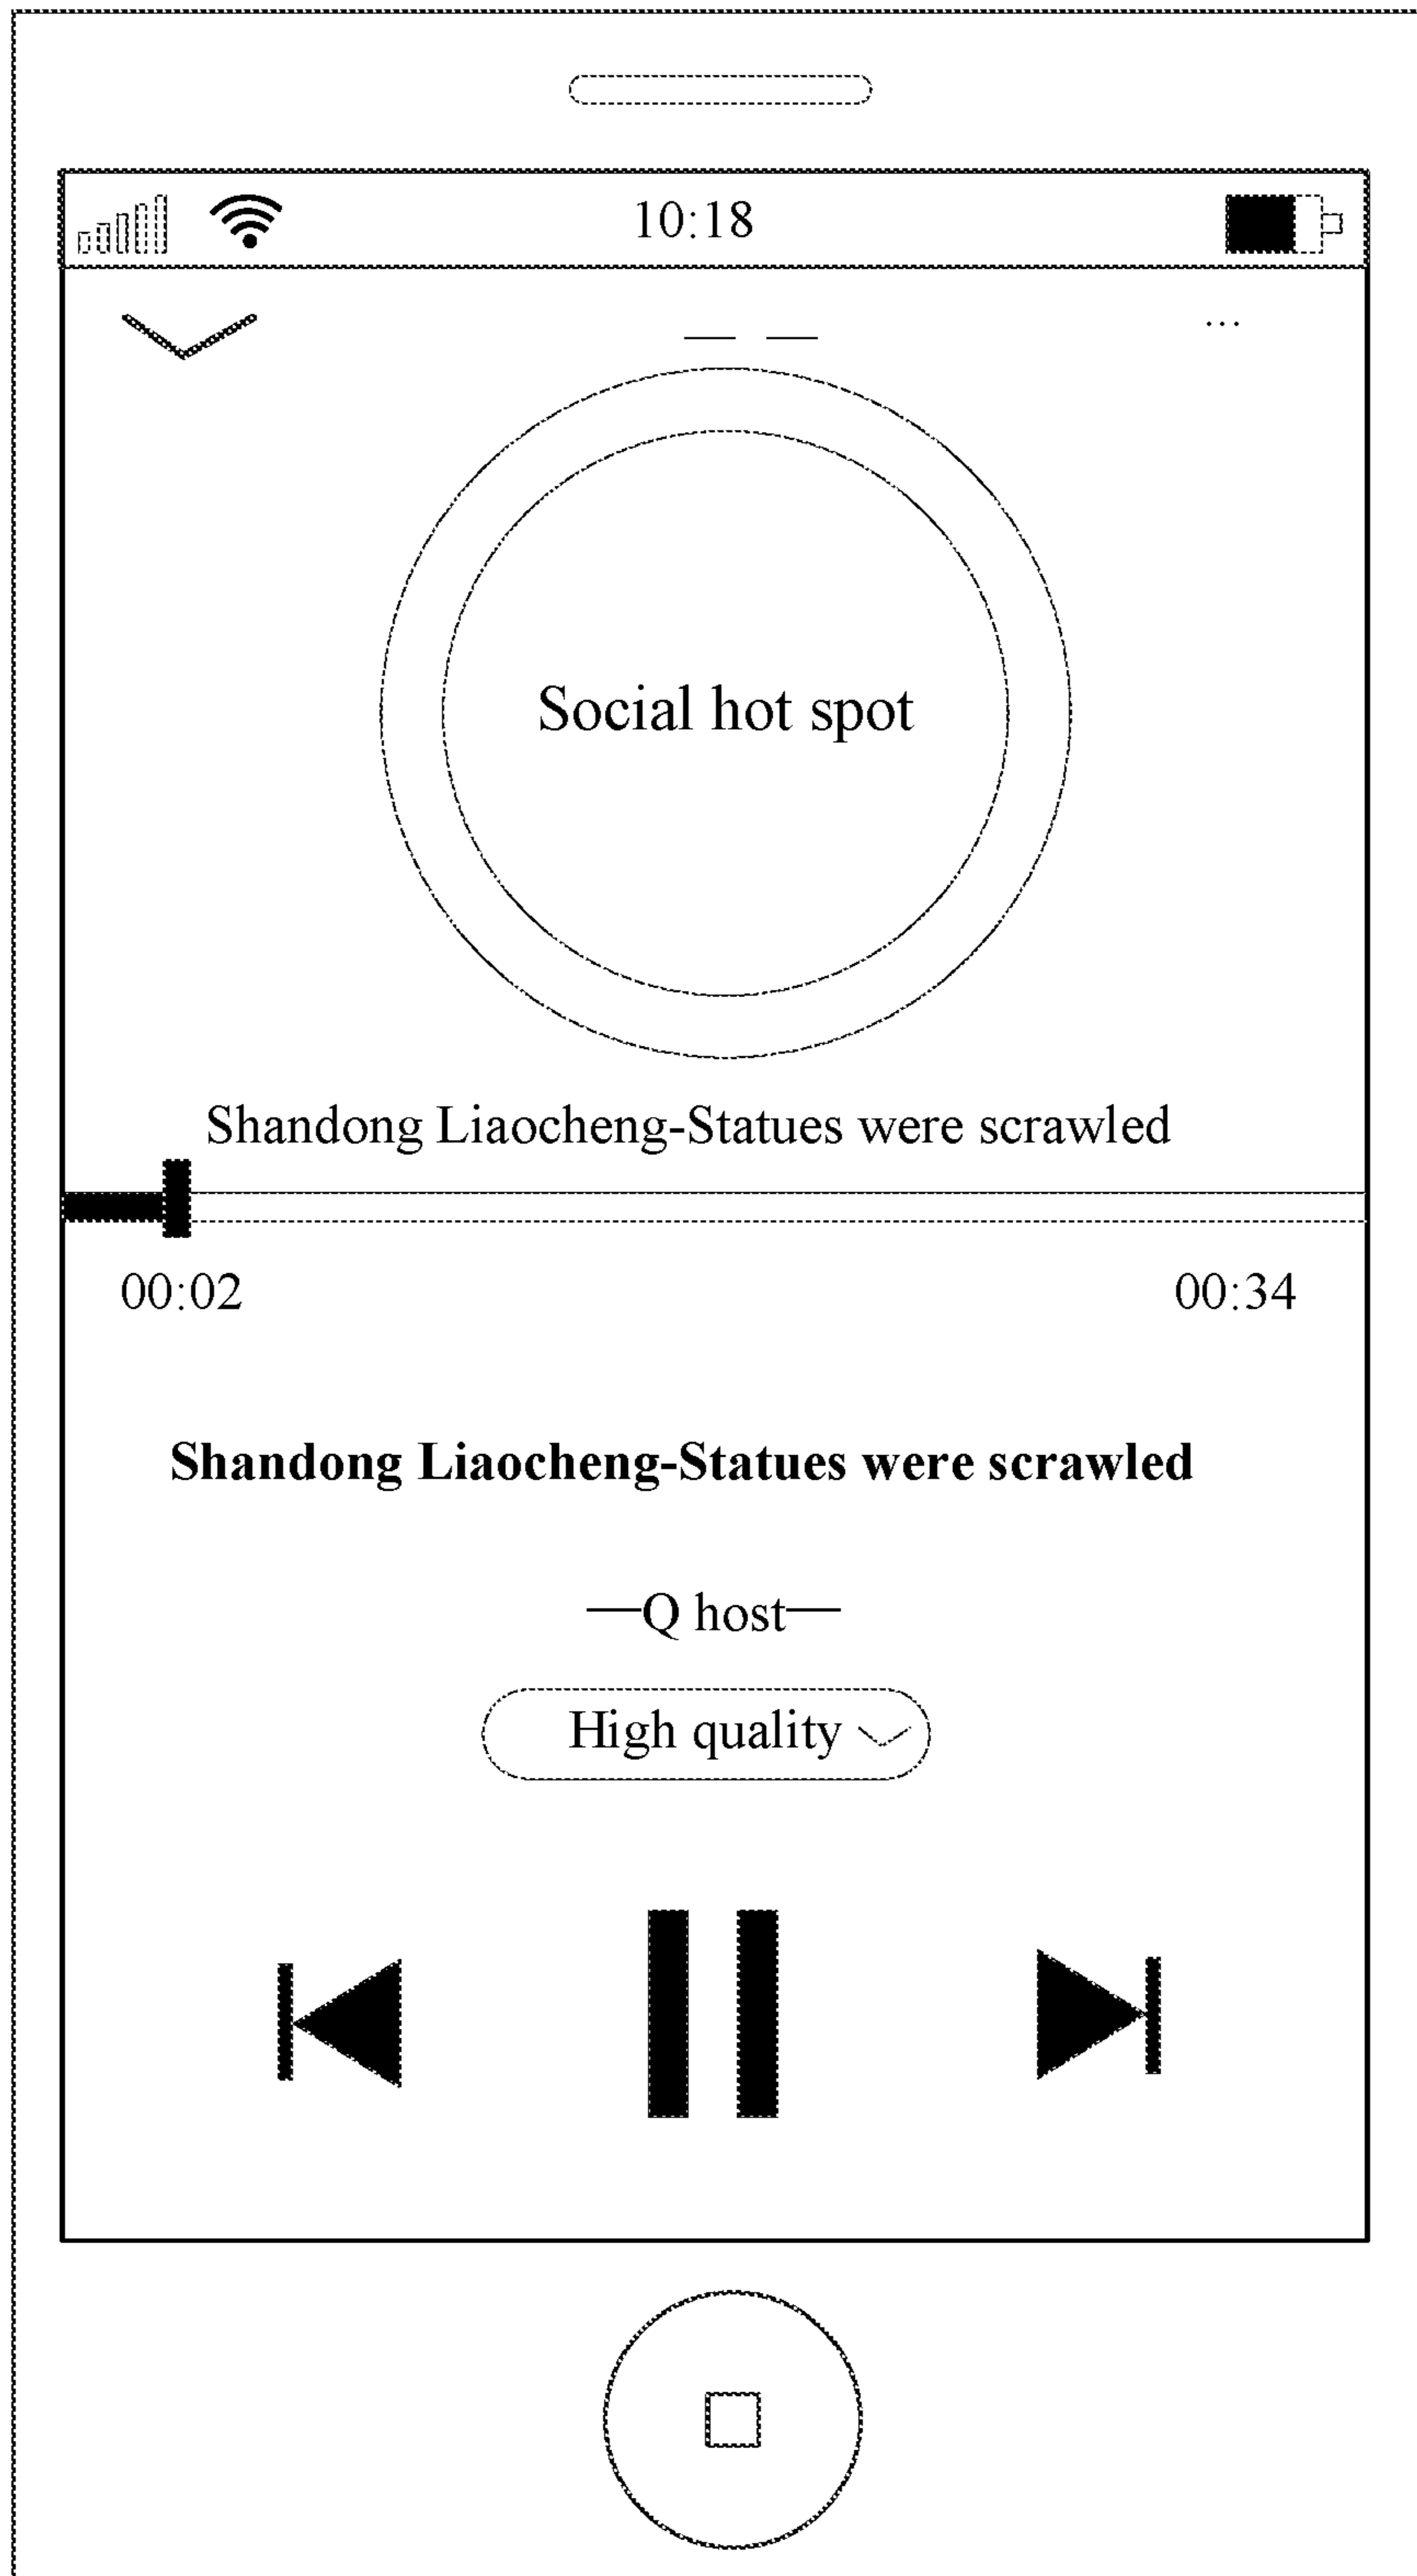 10:18
...
Social hot spot
Shandong Liaocheng-Statues were scrawled
00:02 00:34
Shandong Liaocheng-Statues were scrawled
—Q host—
High quality